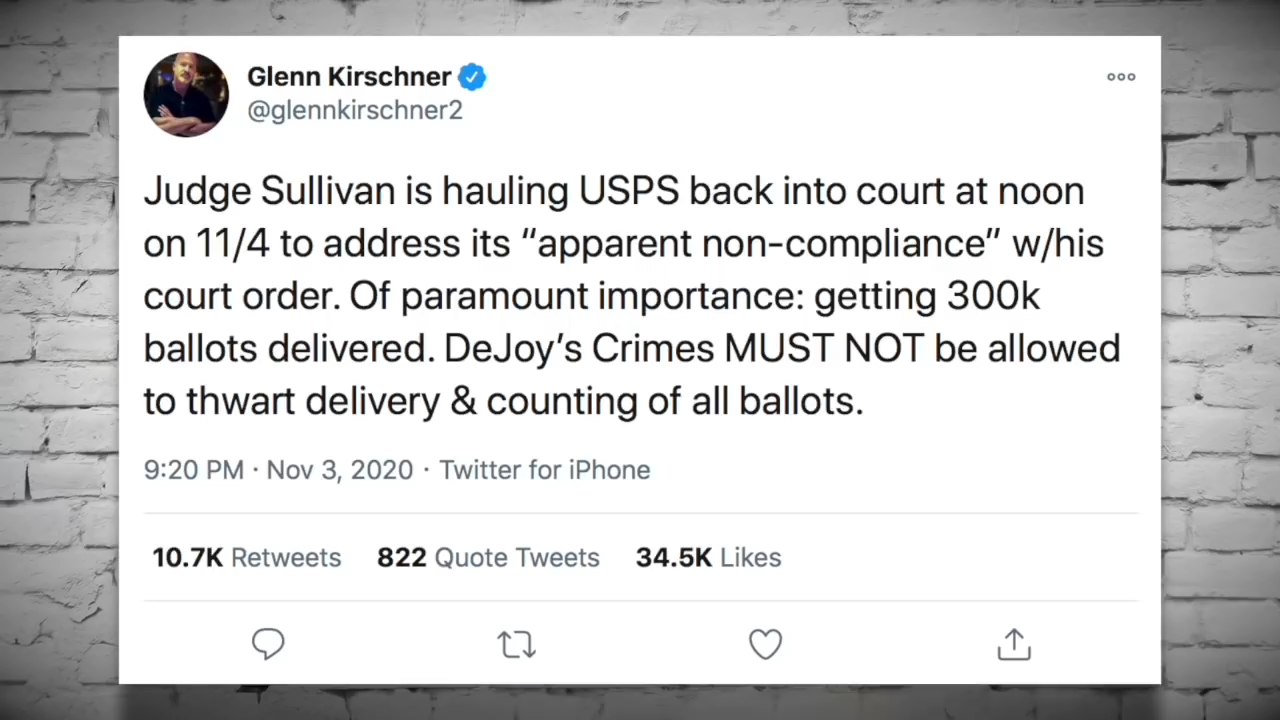 Glenn Kirschner
@glennkirschner2
Judge Sullivan is hauling USPS back into court at noon
on 11/4 to address its “apparent non-compliance” w/his
court order. Of paramount importance: getting 300k
ballots delivered. DeJoy’s Crimes MUST NOT be allowed
to thwart delivery & counting of all ballots.
9:20 PM · Nov 3, 2020 · Twitter for iPhone
10.7K Retweets 822 Quote Tweets 34.5K Likes